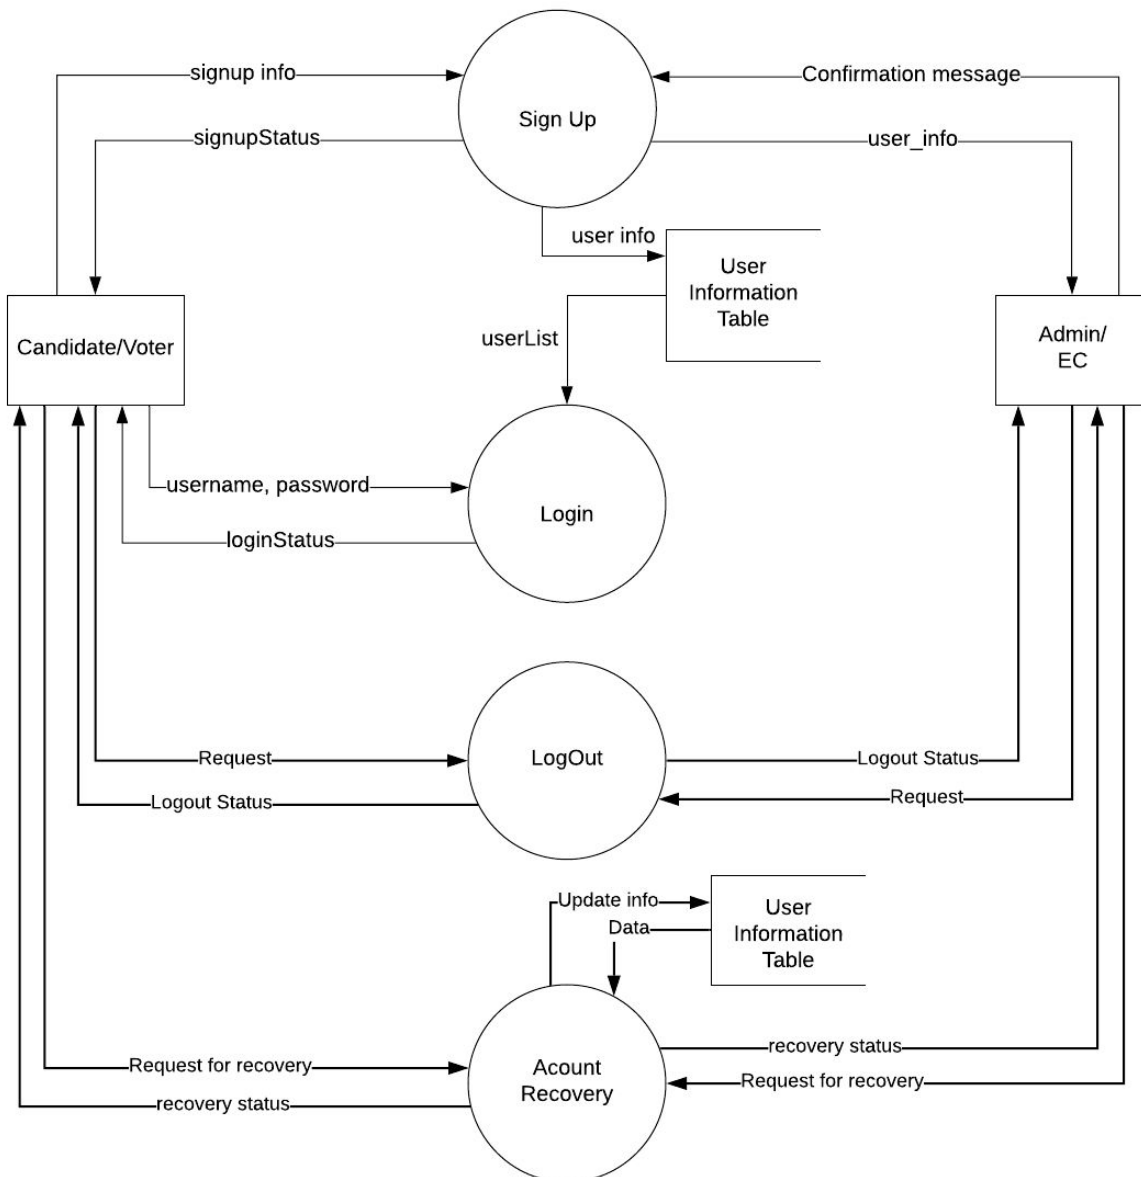 signup info
Confirmation message
Sign Up
signupStatus
user_info
user info
User
Information
Table
Candidate/Voter
userList
Admin/
EC
username, password
Login
loginStatus
Request
LogOut
Logout Status
Logout Status
Request
Update info
Data
User
Information
Table
recovery status
Request for recovery
Acount
Recovery
Request for recovery
recovery status